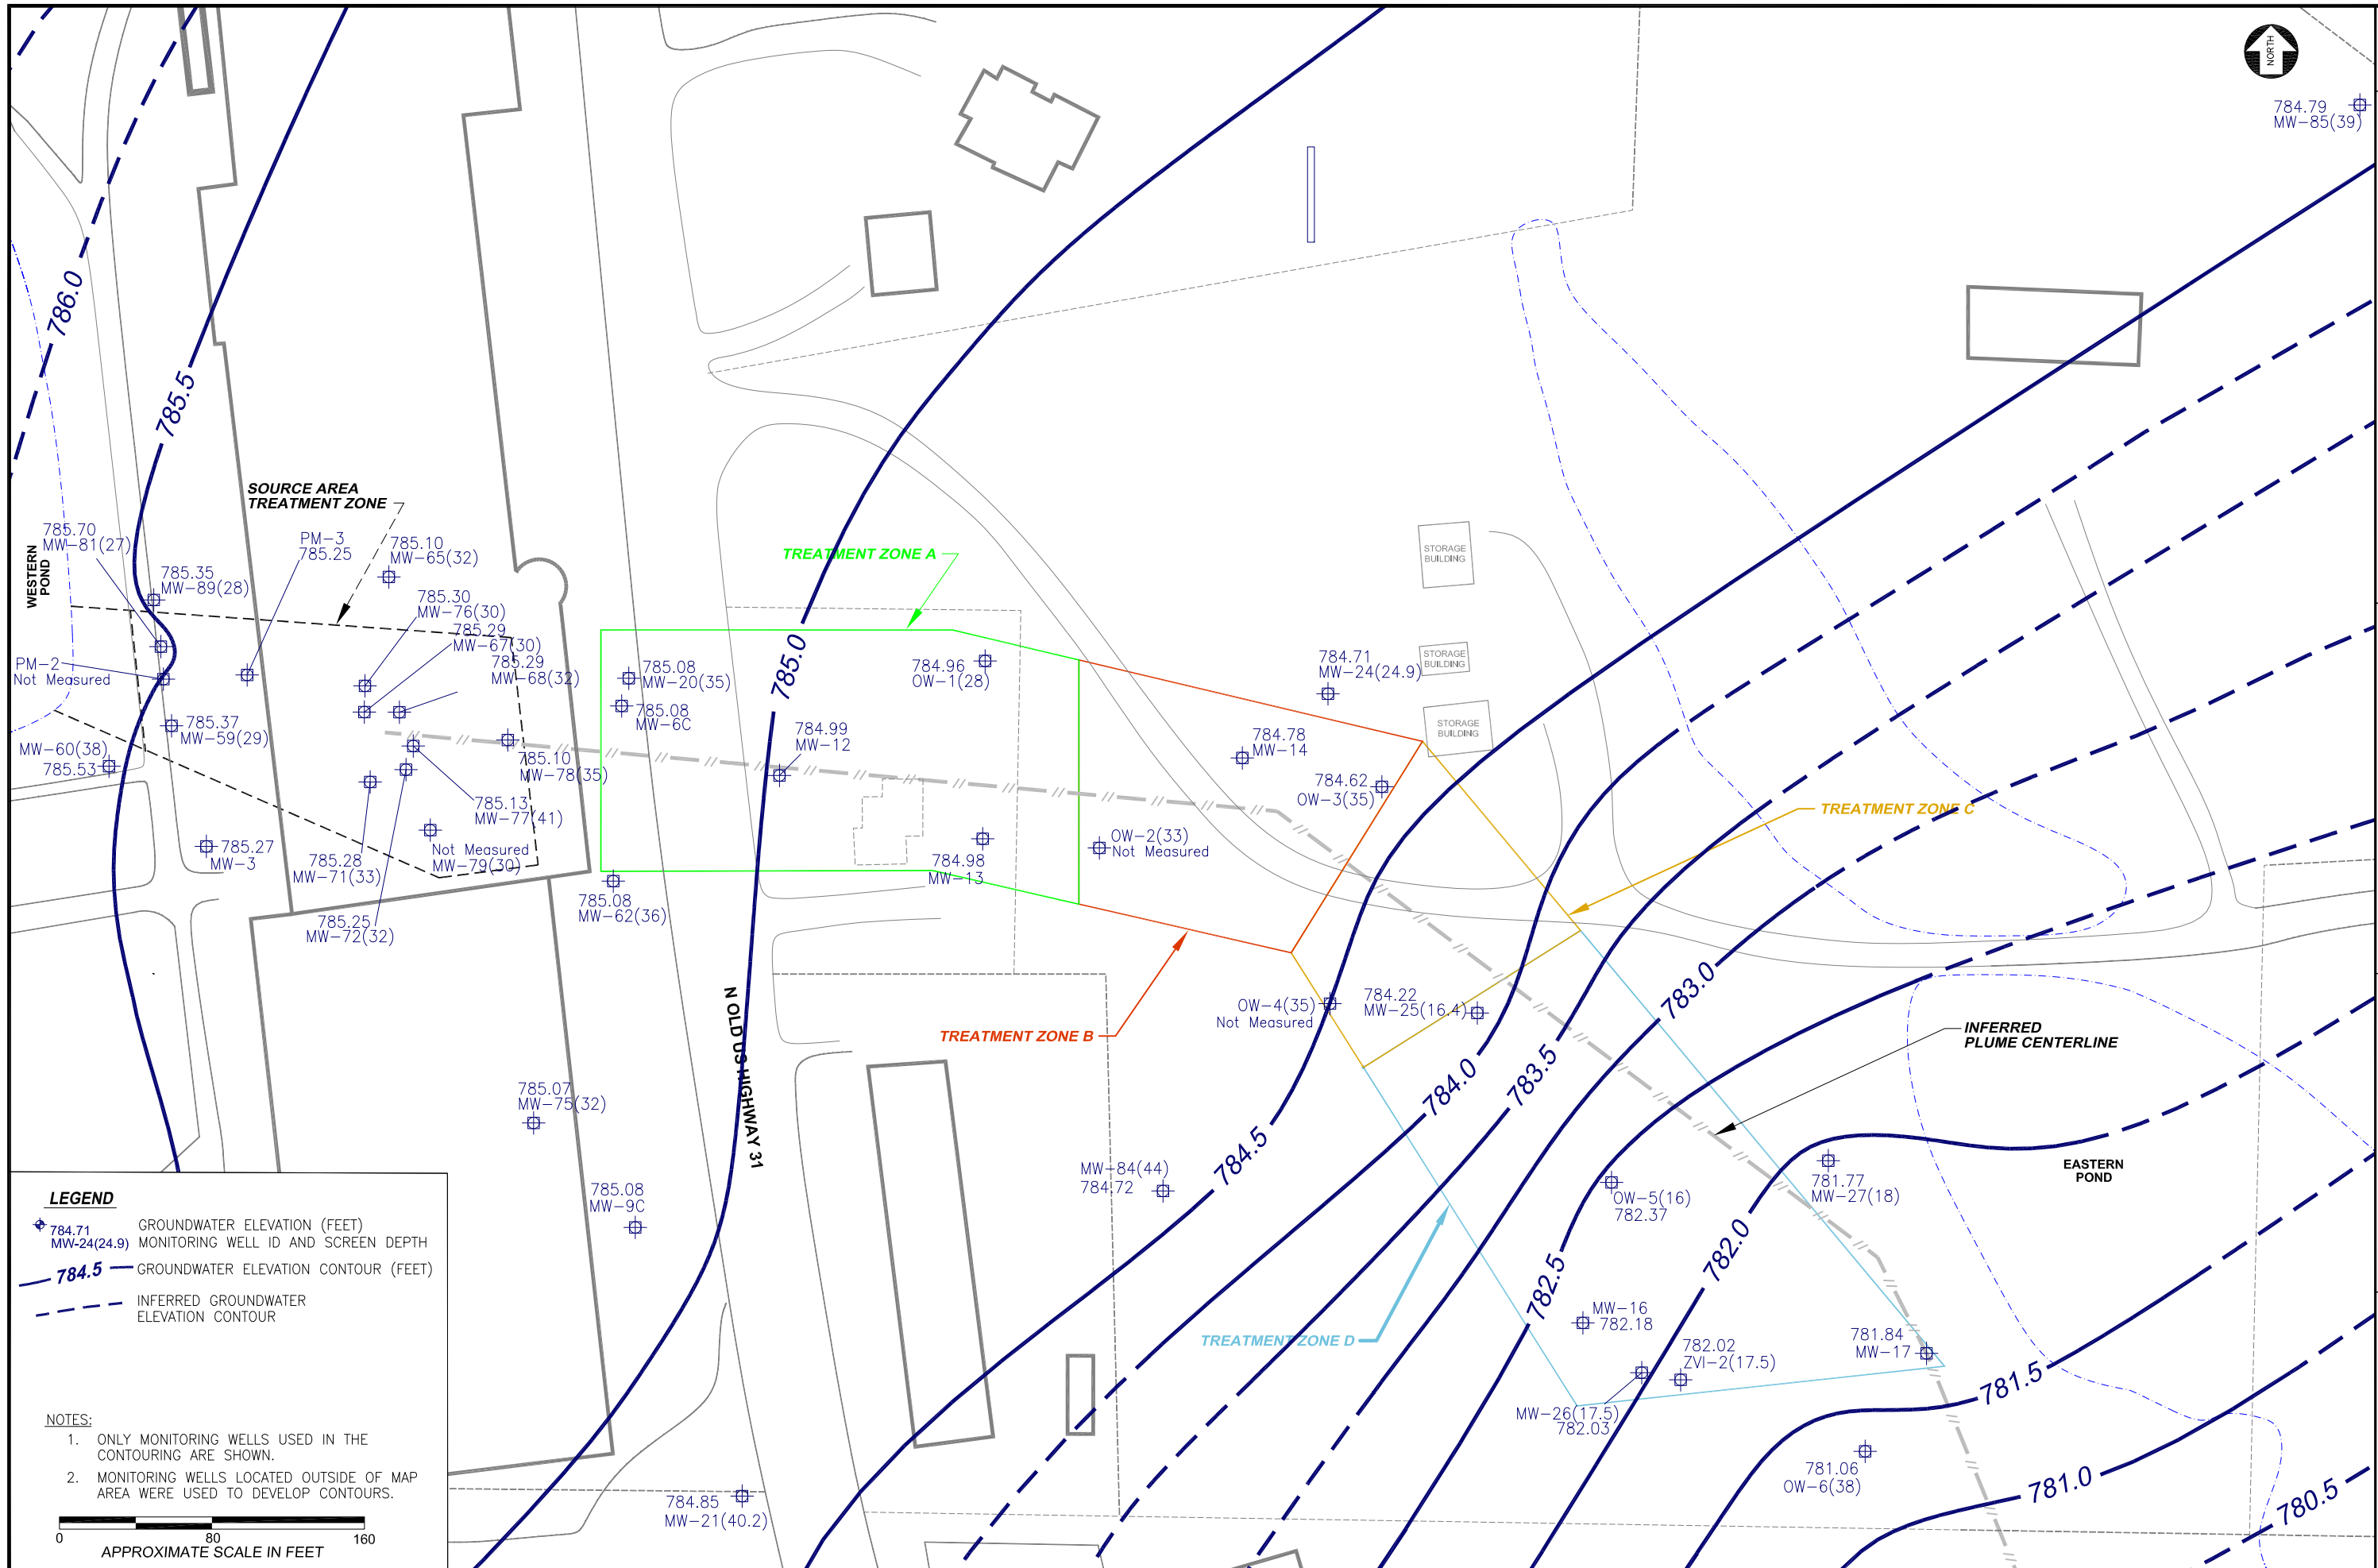 NORTH
784.79
MW-85(39)
786.0
785.5
SOURCE AREA
TREATMENT ZONE
785.70
MW-81(27)
PM-3
785.25
785.10
MW-65(32)
WESTERN
POND
785.35
MW-89(28)
785.30
MW-76(30)
785.29
MW-67(30)
785.29
MW-68(32)
PM-2
Not Measured
785.37
MW-59(29)
MW-60(38)
785.53
785.10
MW-78(35)
785.13
MW-77(41)
785.27
MW-3
785.28
MW-71(33)
Not Measured
MW-79(30)
785.25
MW-72(32)
TREATMENT ZONE A
785.0
785.08
MW-20(35)
785.08
MW-6C
784.96
OW-1(28)
784.99
MW-12
784.98
MW-13
785.08
MW-62(36)
STORAGE
BUILDING
STORAGE
BUILDING
STORAGE
BUILDING
784.71
MW-24(24.9)
784.78
MW-14
784.62
OW-3(35)
OW-2(33)
Not Measured
TREATMENT ZONE C
TREATMENT ZONE B
OW-4(35)
Not Measured
784.22
MW-25(16.4)
783.0
INFERRED
PLUME CENTERLINE
N OLD US HIGHWAY 31
785.07
MW-75(32)
784.0
783.5
784.5
MW-84(44)
784.72
785.08
MW-9C
OW-5(16)
782.37
781.77
MW-27(18)
EASTERN
POND
782.0
782.5
MW-16
782.18
TREATMENT ZONE D
782.02
ZVI-2(17.5)
781.84
MW-17
MW-26(17.5)
782.03
781.5
781.06
OW-6(38)
781.0
780.5
784.85
MW-21(40.2)
LEGEND
784.71
MW-24(24.9)
GROUNDWATER ELEVATION (FEET)
MONITORING WELL ID AND SCREEN DEPTH
784.5
GROUNDWATER ELEVATION CONTOUR (FEET)
INFERRED GROUNDWATER
ELEVATION CONTOUR
NOTES:
1. ONLY MONITORING WELLS USED IN THE
CONTOURING ARE SHOWN.
2. MONITORING WELLS LOCATED OUTSIDE OF MAP
AREA WERE USED TO DEVELOP CONTOURS.
0 80 160
APPROXIMATE SCALE IN FEET